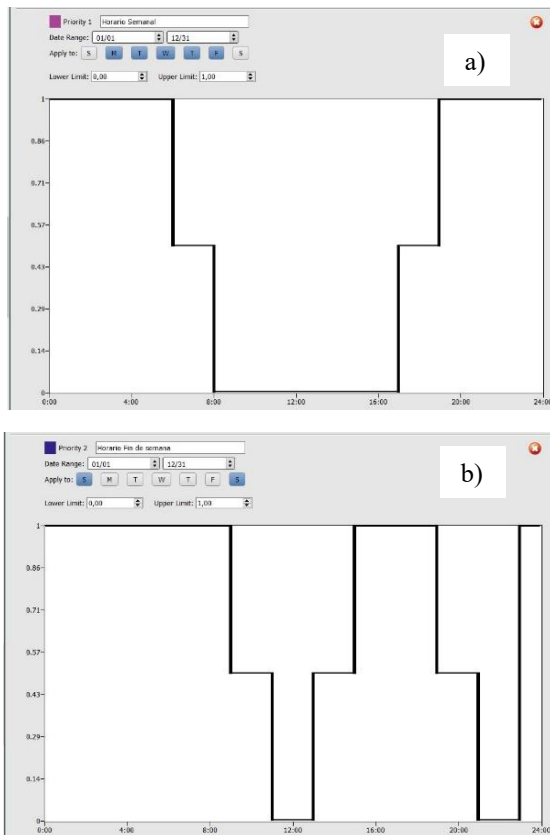 Priority 1 Horario Semanal
Date Range: 01/01 12/31
Apply to: S M T W T F S
a)
Lower Limit: 0,00 Upper Limit: 1,00
1
0.86
0.71
0.57
0.43
0.29
0.14
0
0:00 4:00 8:00 12:00 16:00 20:00 24:00
Priority 2 Horario Fin de semana
Date Range: 01/01 12/31
Apply to: S M T W T F S
b)
Lower Limit: 0,00 Upper Limit: 1,00
1
0.86
0.71
0.57
0.43
0.29
0.14
0
0:00 4:00 8:00 12:00 16:00 20:00 24:00